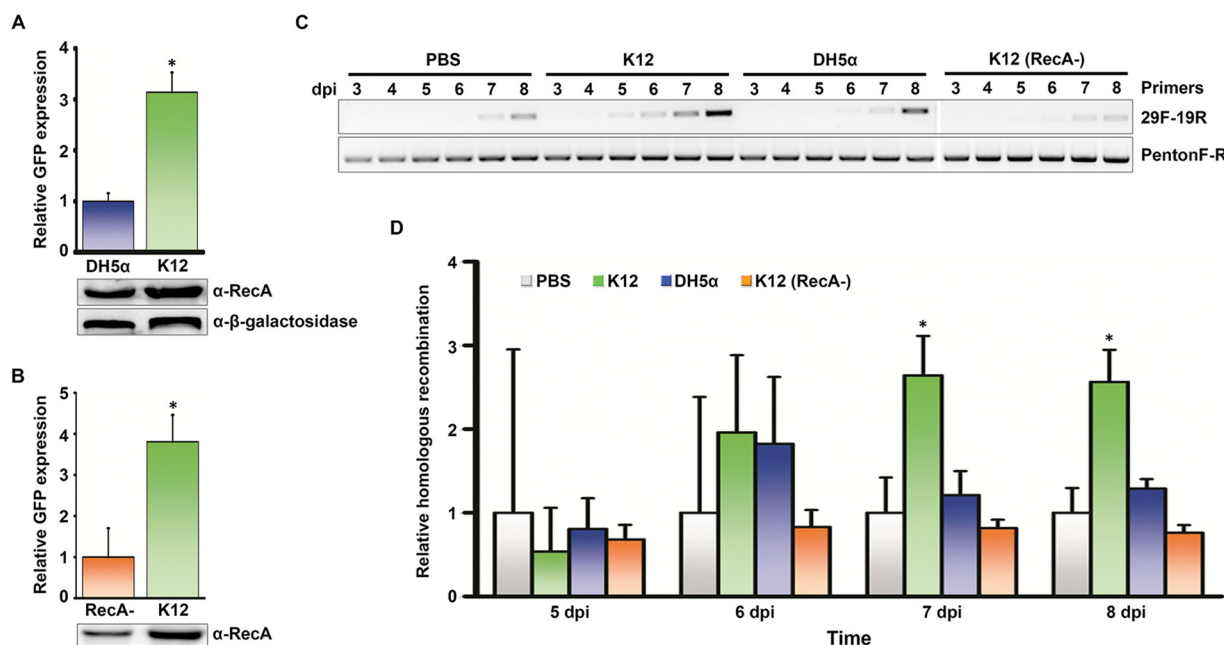 A
Relative GFP expression
4
3
2
1
0
*
DH5α K12
α-RecA
α-β-galactosidase
B
Relative GFP expression
5
4
3
2
1
0
*
RecA- K12
α-RecA
C
PBS K12 DH5α K12 (RecA-)
dpi 3 4 5 6 7 8 3 4 5 6 7 8 3 4 5 6 7 8 3 4 5 6 7 8 Primers
29F-19R
PentonF-R
D
Relative homologous recombination
4
3
2
1
0
PBS K12 DH5α K12 (RecA-)
* *
5 dpi 6 dpi 7 dpi 8 dpi
Time